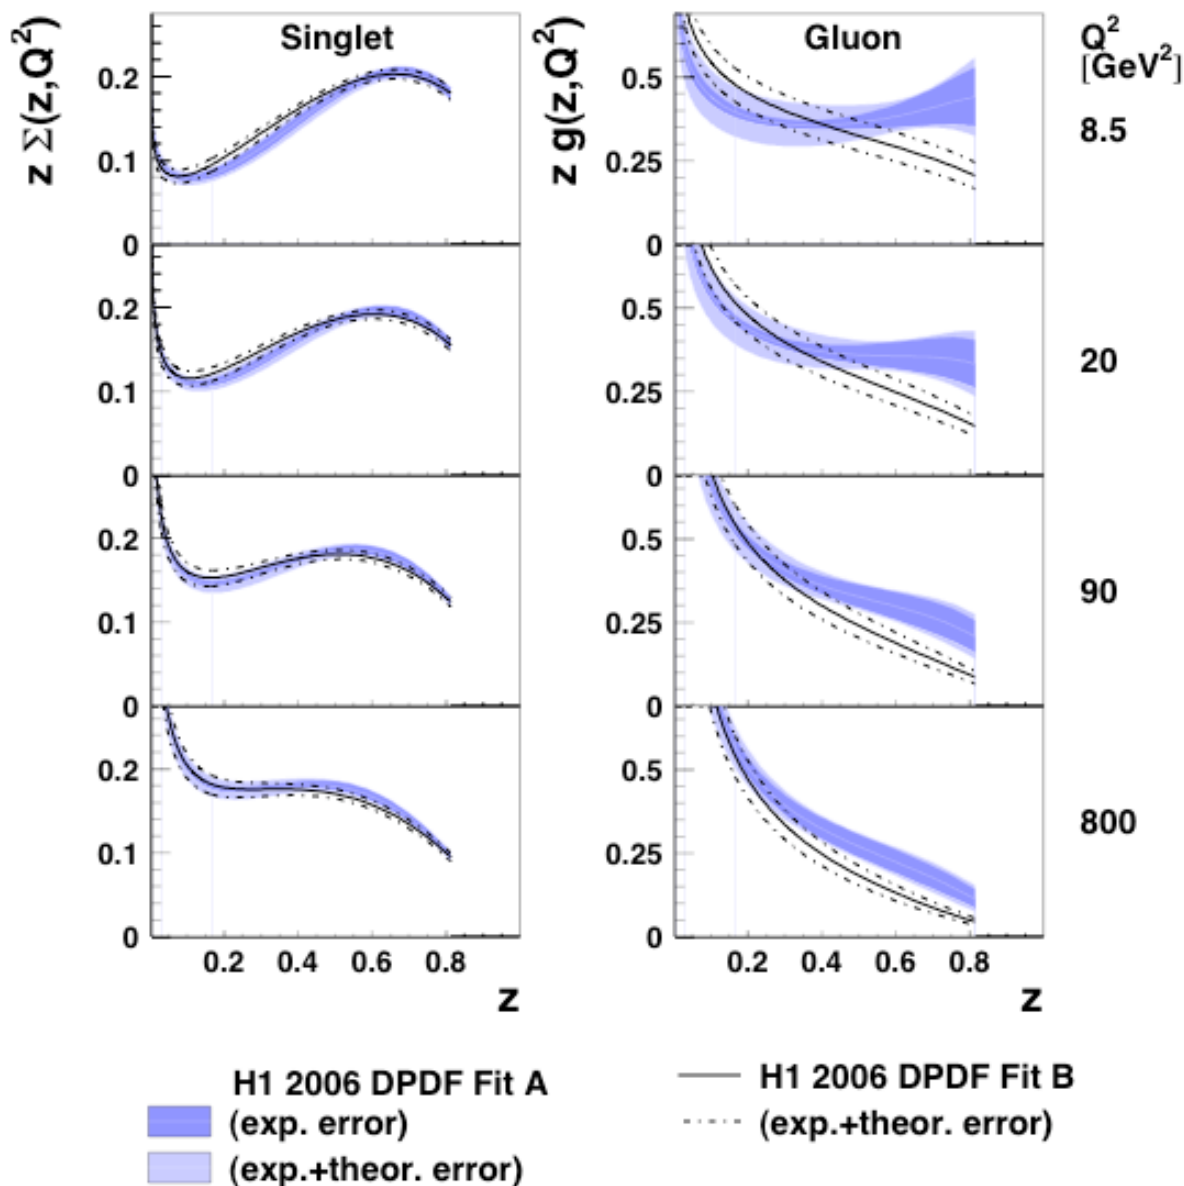 z Σ(z,Q²)
Singlet
0.2
0.1
0
0.2
0.1
0
0.2
0.1
0
0.2
0.1
0
0.2 0.4 0.6 0.8
z
z g(z,Q²)
Gluon
0.5
0.25
0
0.5
0.25
0
0.5
0.25
0
0.5
0.25
0
0.2 0.4 0.6 0.8
z
Q²
[GeV²]
8.5
20
90
800
H1 2006 DPDF Fit A
(exp. error)
(exp.+theor. error)
H1 2006 DPDF Fit B
(exp.+theor. error)